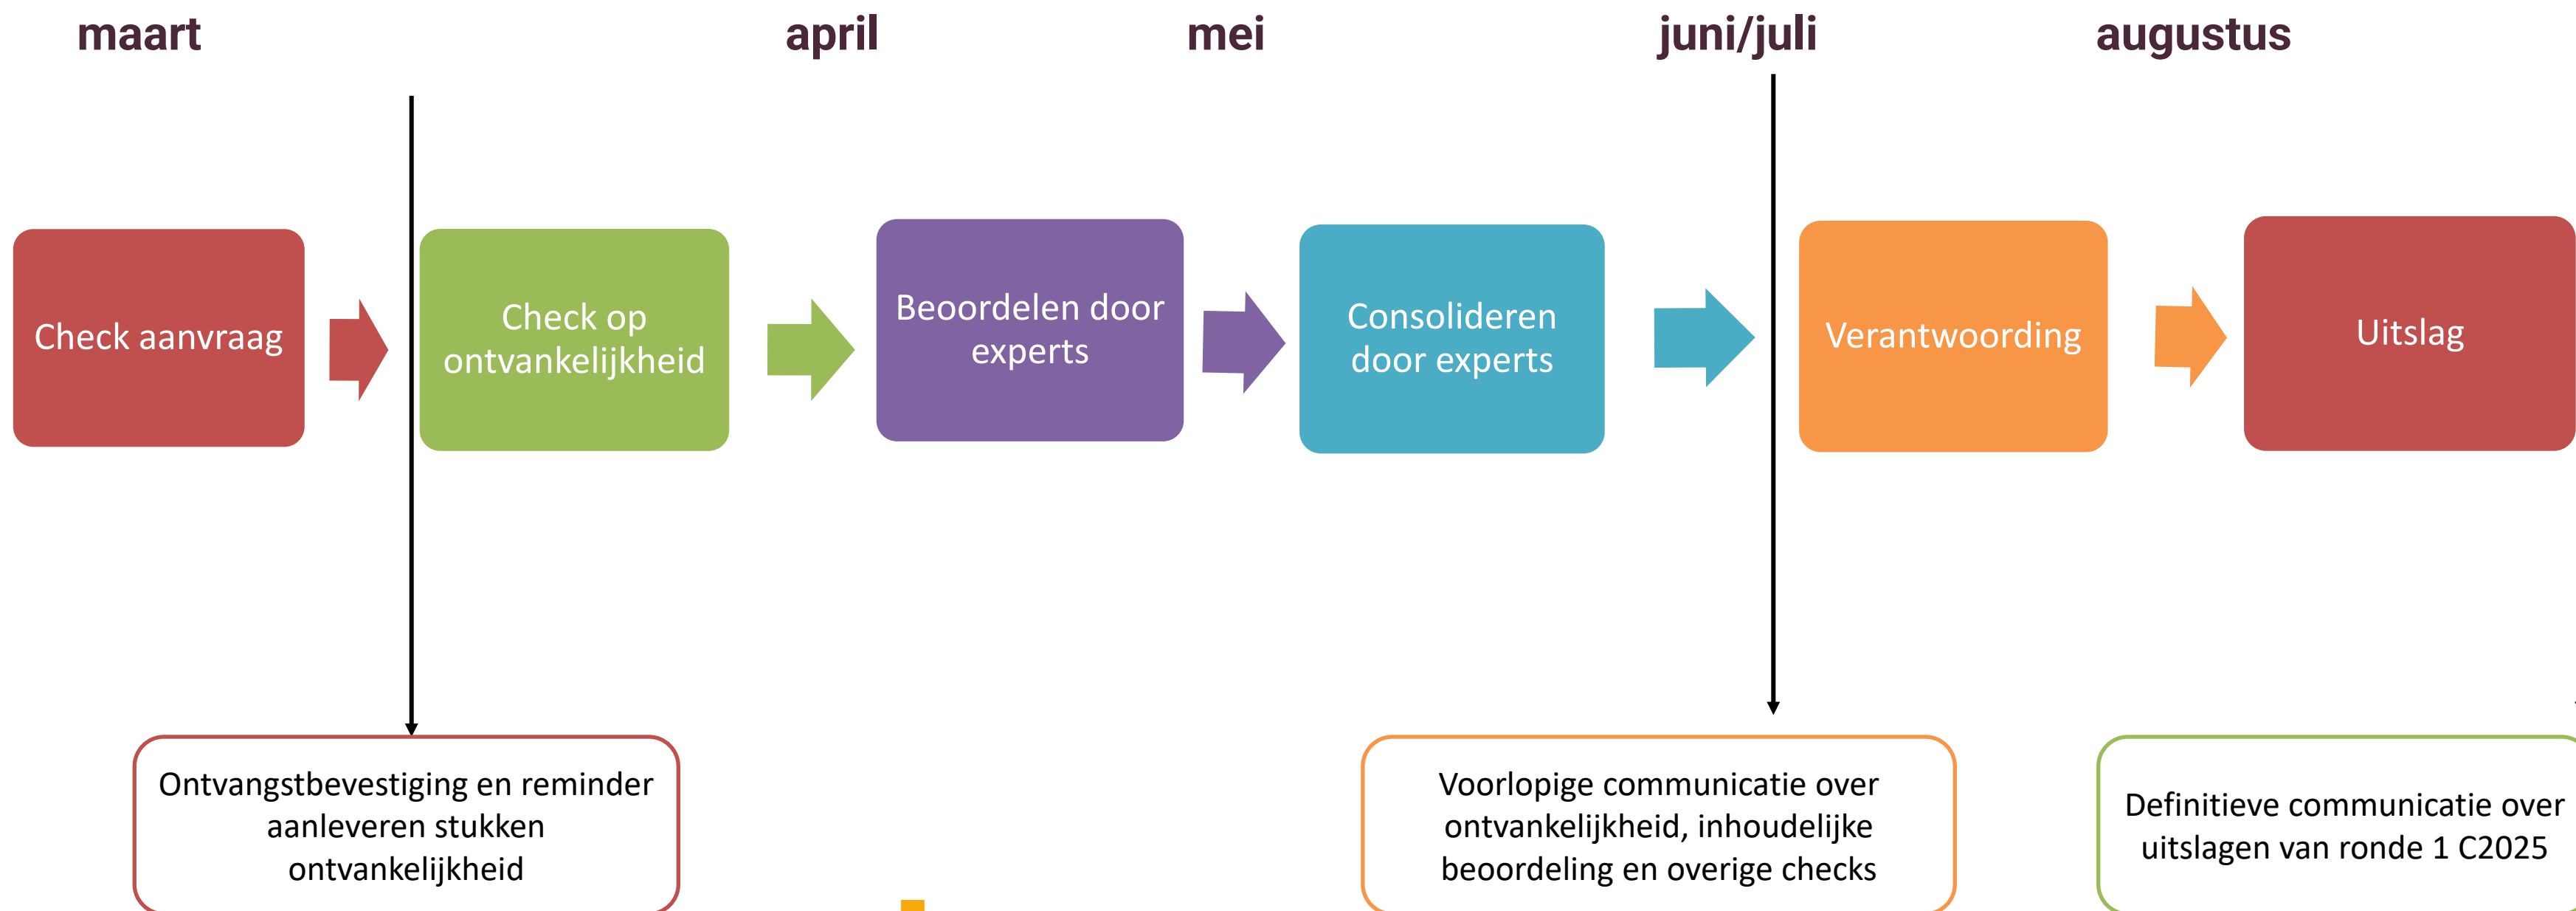 maart
april
mei
juni/juli
augustus
Check aanvraag
Check op
ontvankelijkheid
Beoordelen door
experts
Consolideren
door experts
Verantwoording
Uitslag
Ontvangstbevestiging en reminder
aanleveren stukken
ontvankelijkheid
Voorlopige communicatie over
ontvankelijkheid, inhoudelijke
beoordeling en overige checks
Definitieve communicatie over
uitslagen van ronde 1 C2025